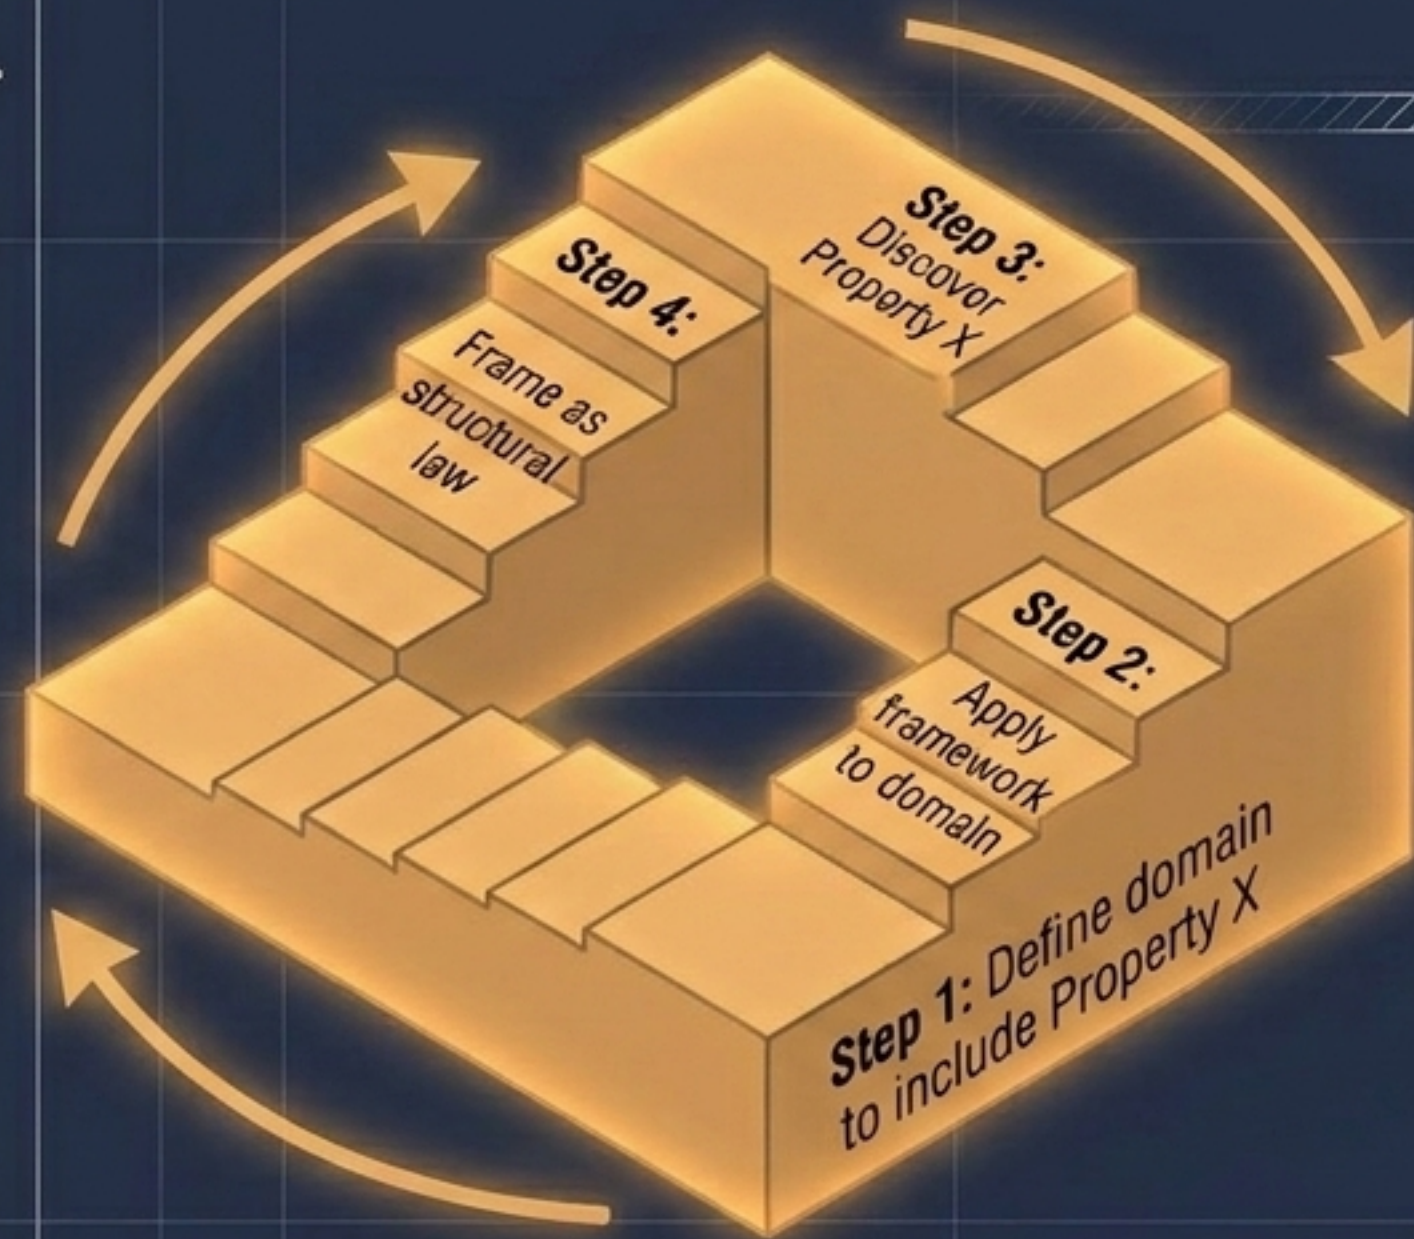 Step 1: Define domain
to include Property X
Step 2:
Apply
framework
to domain
Step 3:
Discover
Property X
Step 4:
Frame as
structural
law